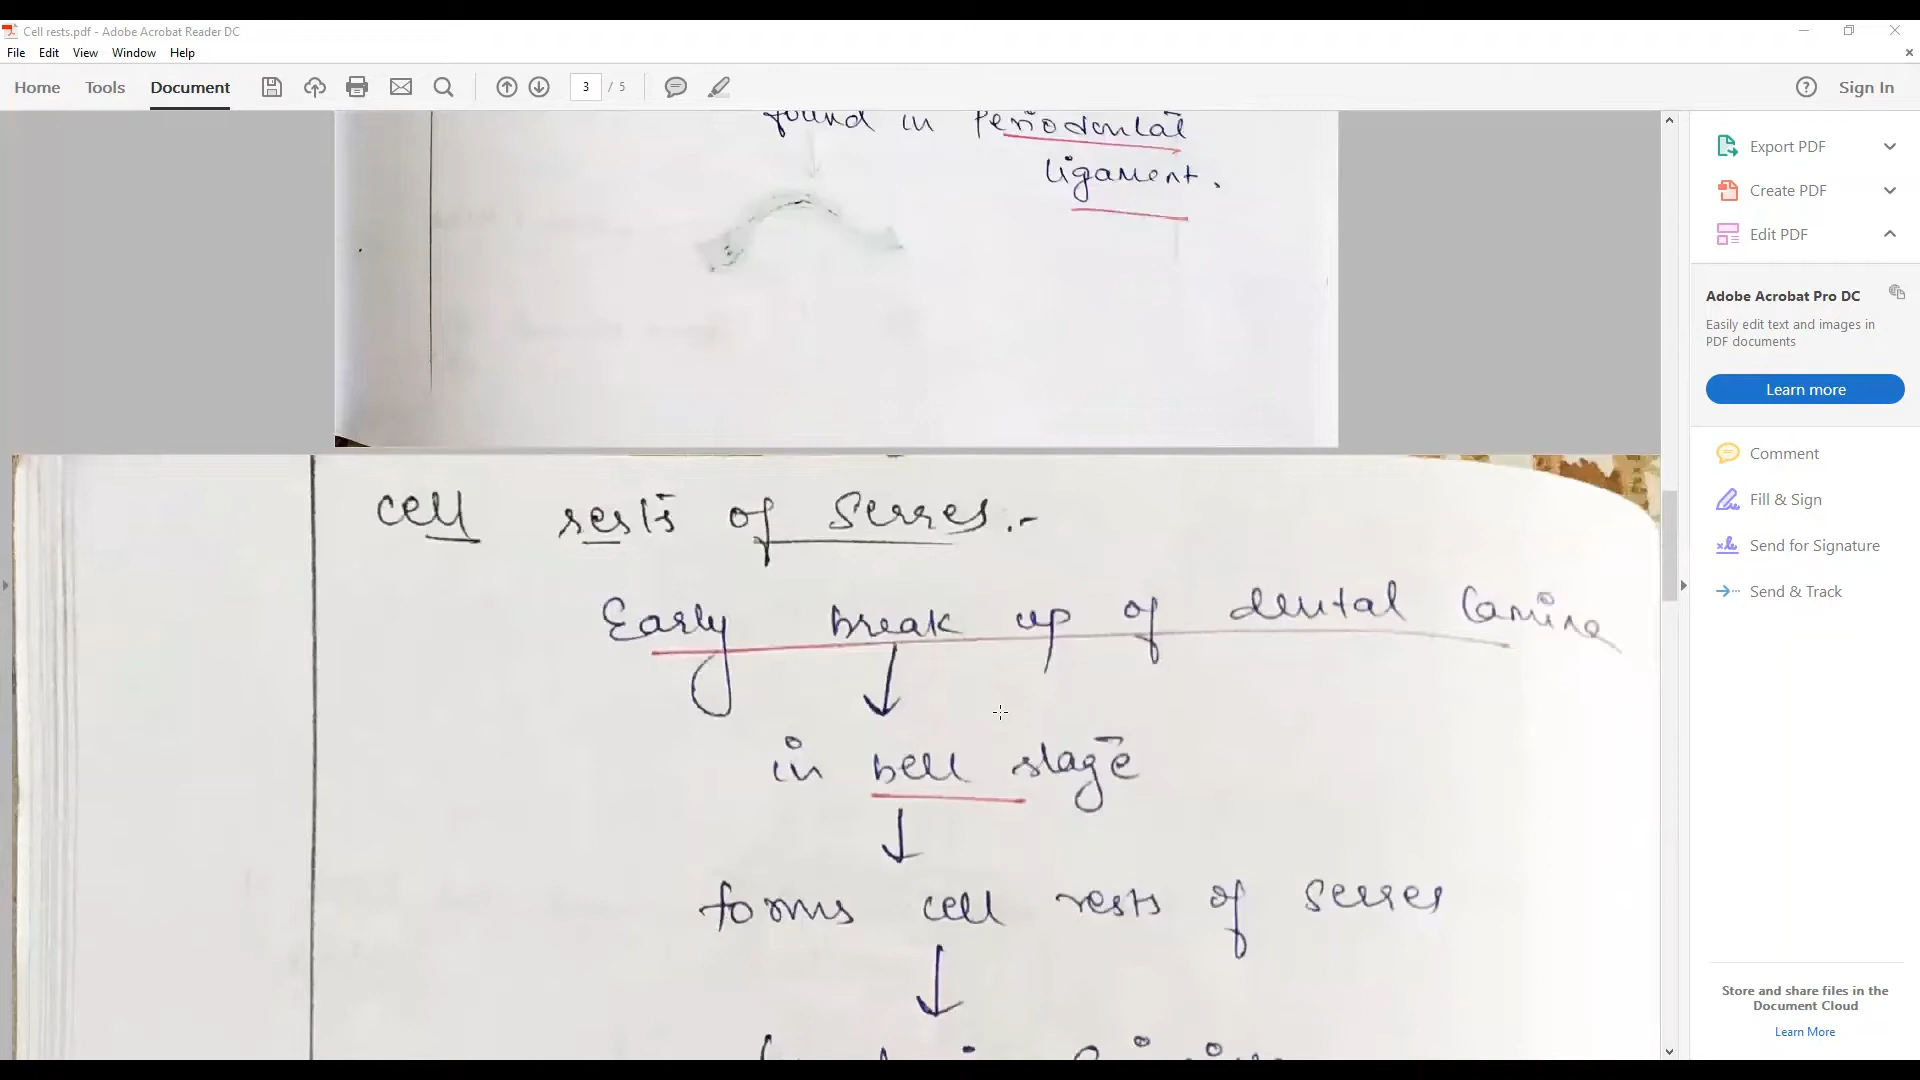 Cell rests.pdf - Adobe Acrobat Reader DC
File Edit View Window Help
Home Tools Document 3 / 5 Sign In
found in Periodontal
ligament.
cell rests of Serres.-
Early break up of dental lamina
in bell stage
forms cell rests of serres
Export PDF
Create PDF
Edit PDF
Adobe Acrobat Pro DC
Easily edit text and images in
PDF documents
Learn more
Comment
Fill & Sign
Send for Signature
Send & Track
Store and share files in the
Document Cloud
Learn More